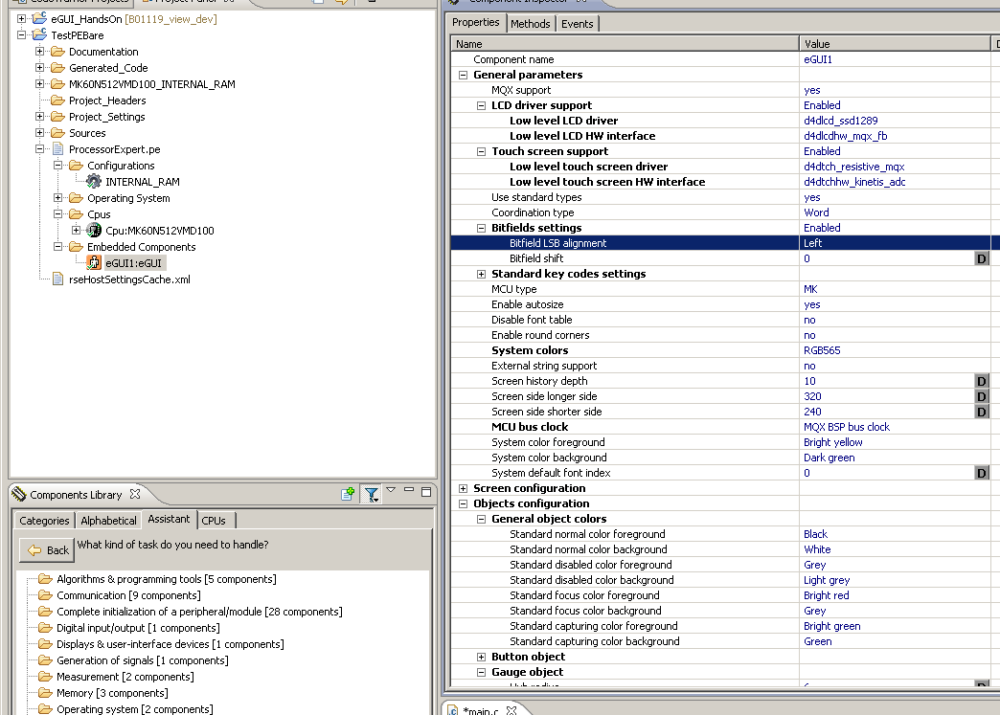 eGUI_HandsOn [B01119_view_dev]
TestPEBare
Documentation
Generated_Code
MK60N512VMD100_INTERNAL_RAM
Project_Headers
Project_Settings
Sources
ProcessorExpert.pe
Configurations
INTERNAL_RAM
Operating System
Cpus
Cpu:MK60N512VMD100
Embedded Components
eGUI1:eGUI
rseHostSettingsCache.xml
Components Library
Categories Alphabetical Assistant CPUs
Back What kind of task do you need to handle?
Algorithms & programming tools [5 components]
Communication [9 components]
Complete initialization of a peripheral/module [28 components]
Digital input/output [1 components]
Displays & user-interface devices [1 components]
Generation of signals [1 components]
Measurement [2 components]
Memory [3 components]
Operating system [2 components]
Component Inspector
Properties Methods Events
Name Value
Component name eGUI1
General parameters
MQX support yes
LCD driver support Enabled
Low level LCD driver d4dlcd_ssd1289
Low level LCD HW interface d4dlcdhw_mqx_fb
Touch screen support Enabled
Low level touch screen driver d4dtch_resistive_mqx
Low level touch screen HW interface d4dtchhw_kinetis_adc
Use standard types yes
Coordination type Word
Bitfields settings Enabled
Bitfield LSB alignment Left
Bitfield shift 0 D
Standard key codes settings
MCU type MK
Enable autosize yes
Disable font table no
Enable round corners no
System colors RGB565
External string support no
Screen history depth 10 D
Screen side longer side 320 D
Screen side shorter side 240 D
MCU bus clock MQX BSP bus clock
System color foreground Bright yellow
System color background Dark green
System default font index 0 D
Screen configuration
Objects configuration
General object colors
Standard normal color foreground Black
Standard normal color background White
Standard disabled color foreground Grey
Standard disabled color background Light grey
Standard focus color foreground Bright red
Standard focus color background Grey
Standard capturing color foreground Bright green
Standard capturing color background Green
Button object
Gauge object
*main.c